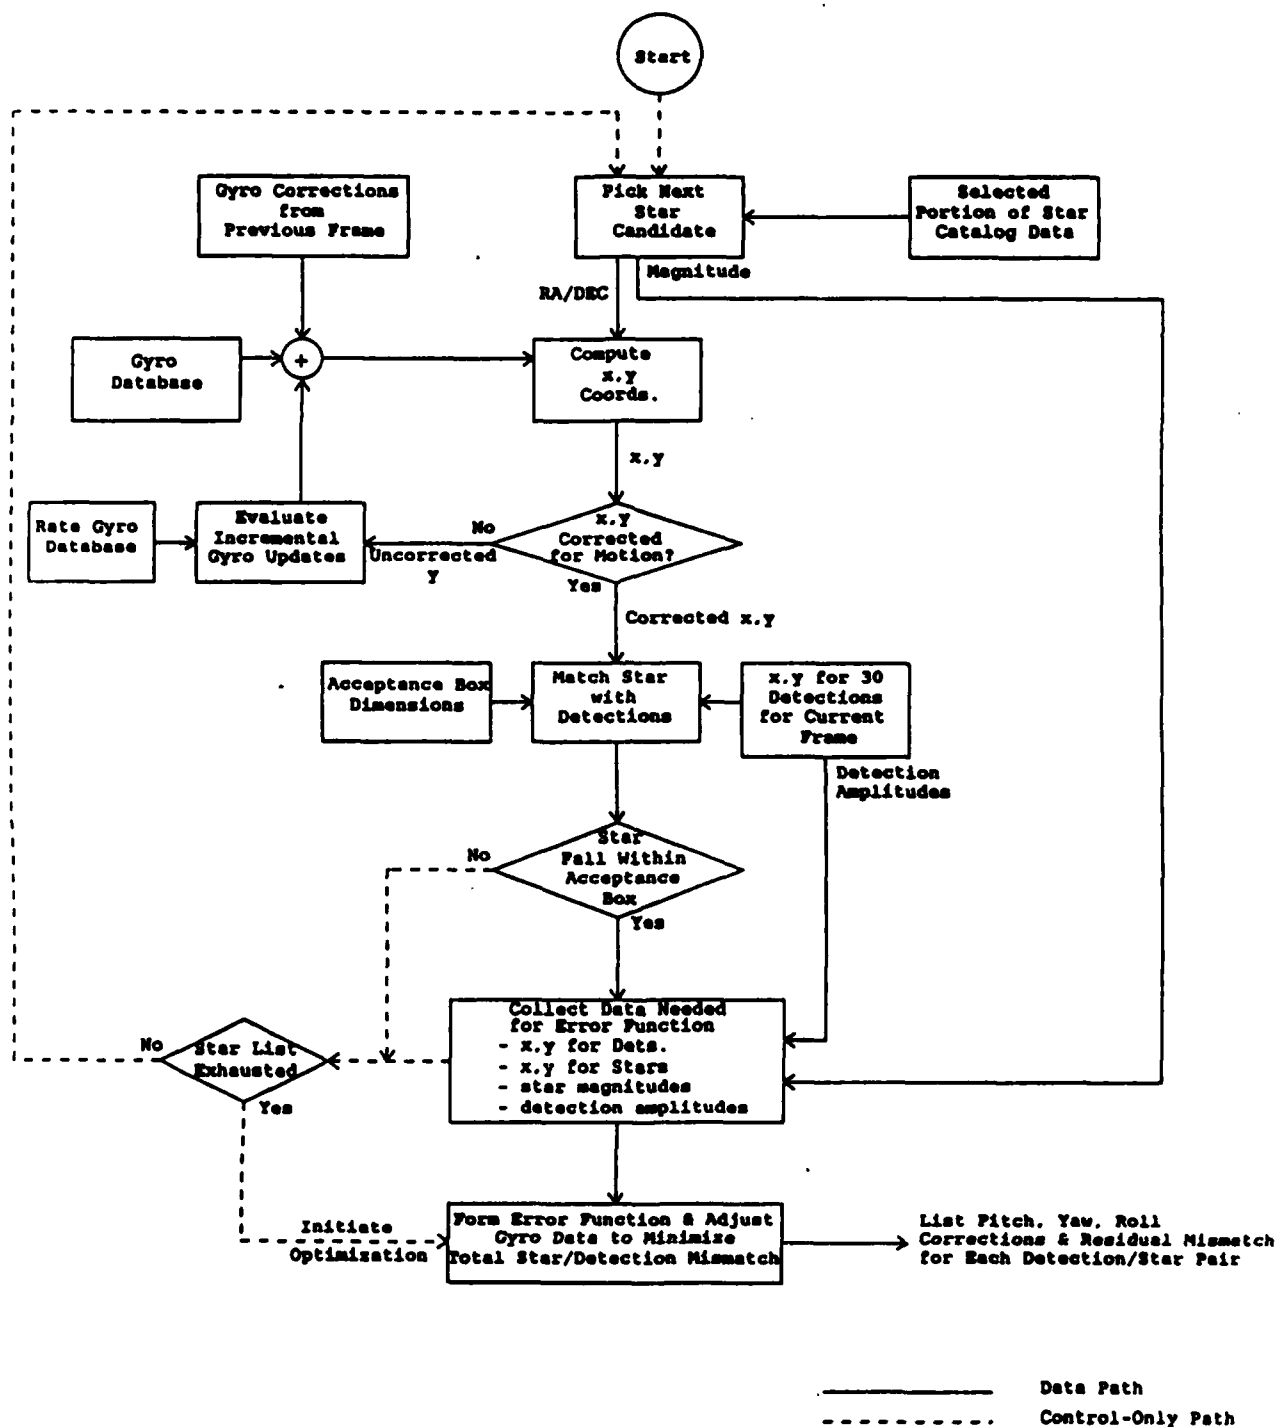 Start
Gyro Corrections
from
Previous Frame
Pick Next
Star
Candidate
Selected
Portion of Star
Catalog Data
Magnitude
RA/DEC
Gyro
Database
+
Compute
x,y
Coords.
x,y
Rate Gyro
Database
Evaluate
Incremental
Gyro Updates
No
Uncorrected
Y
x,y
Corrected
for Motion?
Yes
Corrected x,y
Acceptance Box
Dimensions
Match Star
with
Detections
x,y for 30
Detections
for Current
Frame
Detection
Amplitudes
No
Star
Fall Within
Acceptance
Box
Yes
Collect Data Needed
for Error Function
- x,y for Dets.
- x,y for Stars
- star magnitudes
- detection amplitudes
No
Star List
Exhausted
Yes
Initiate
Optimization
Form Error Function & Adjust
Gyro Data to Minimize
Total Star/Detection Mismatch
List Pitch, Yaw, Roll
Corrections & Residual Mismatch
for Each Detection/Star Pair
Data Path
Control-Only Path